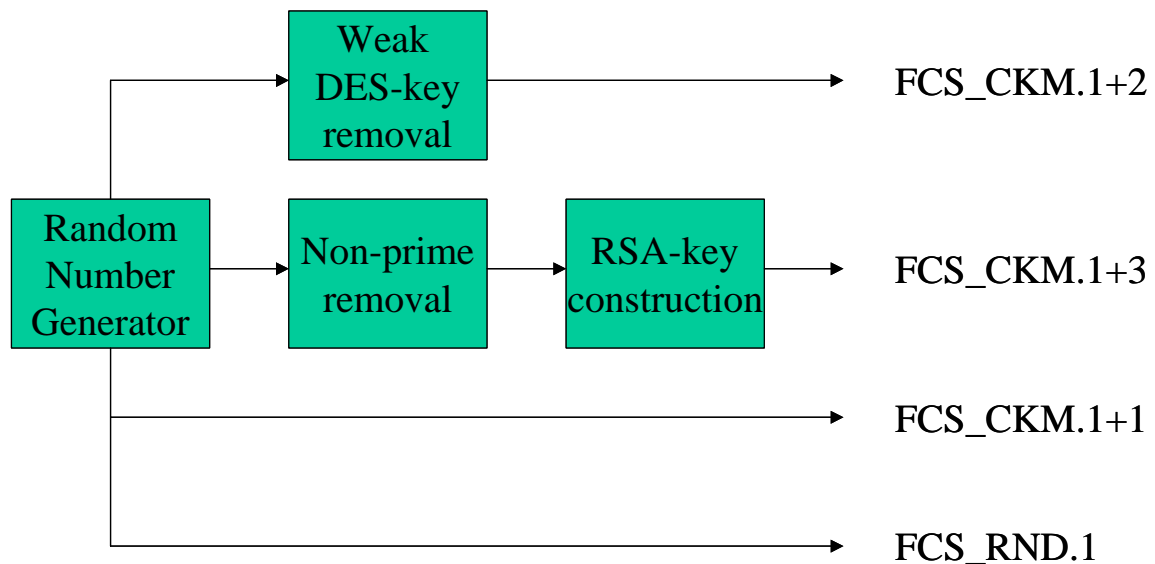 Weak
DES-key
removal
FCS_CKM.1+2
Random
Number
Generator
Non-prime
removal
RSA-key
construction
FCS_CKM.1+3
FCS_CKM.1+1
FCS_RND.1